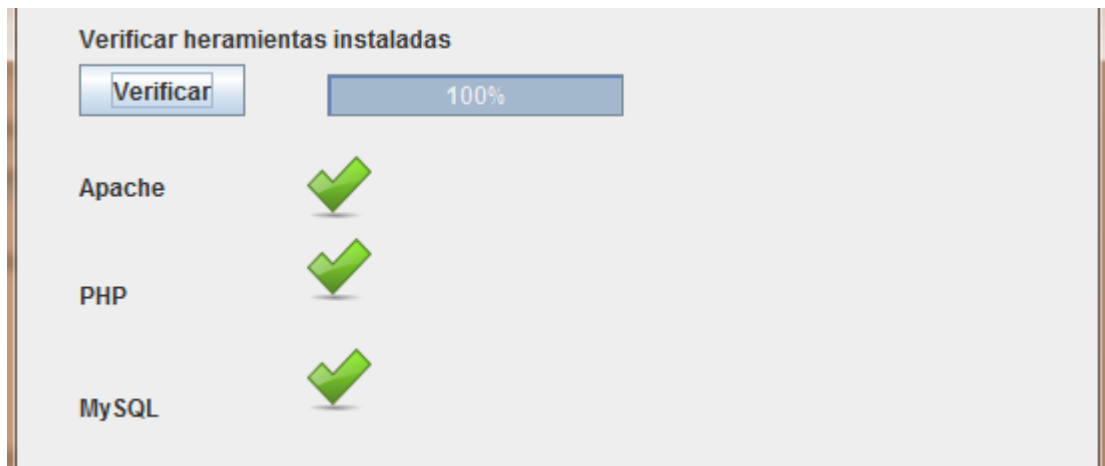 Verificar heramientas instaladas
Verificar
100%
Apache
PHP
MySQL